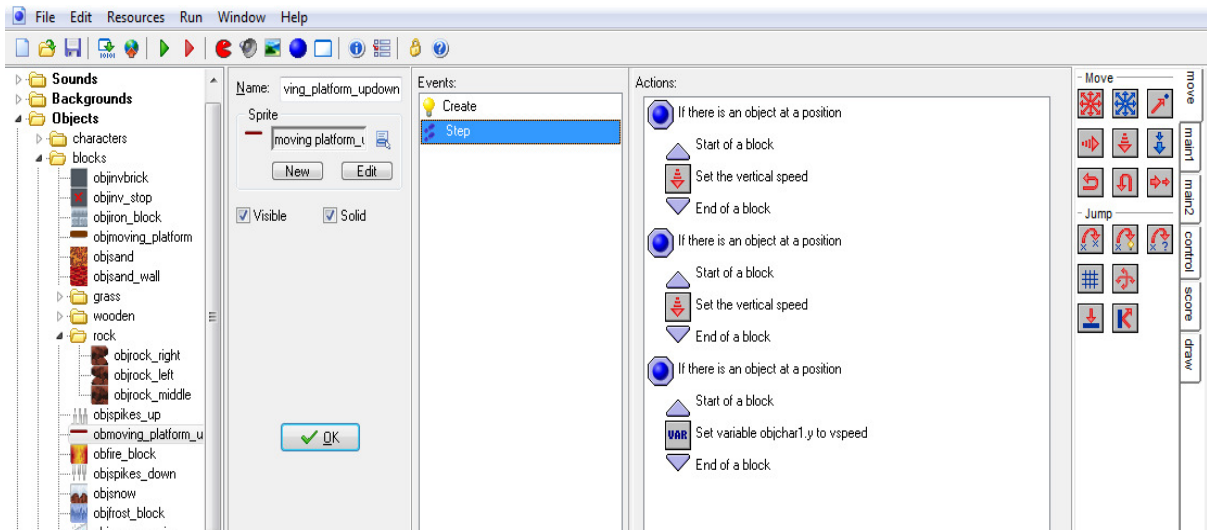 File Edit Resources Run Window Help
Sounds
Backgrounds
Objects
characters
blocks
objinvbrick
objinv_stop
objiron_block
objmoving_platform
objsand
objsand_wall
grass
wooden
rock
objrock_right
objrock_left
objrock_middle
objspikes_up
obmoving_platform_u
obfire_block
objspikes_down
objsnow
objfrost_block
Name: ving_platform_updown
Sprite
moving platform_u
New Edit
Visible Solid
OK
Events:
Create
Step
Actions:
If there is an object at a position
Start of a block
Set the vertical speed
End of a block
If there is an object at a position
Start of a block
Set the vertical speed
End of a block
If there is an object at a position
Start of a block
VAR Set variable objchar1.y to vspeed
End of a block
Move
Jump
move
main1
main2
control
score
draw